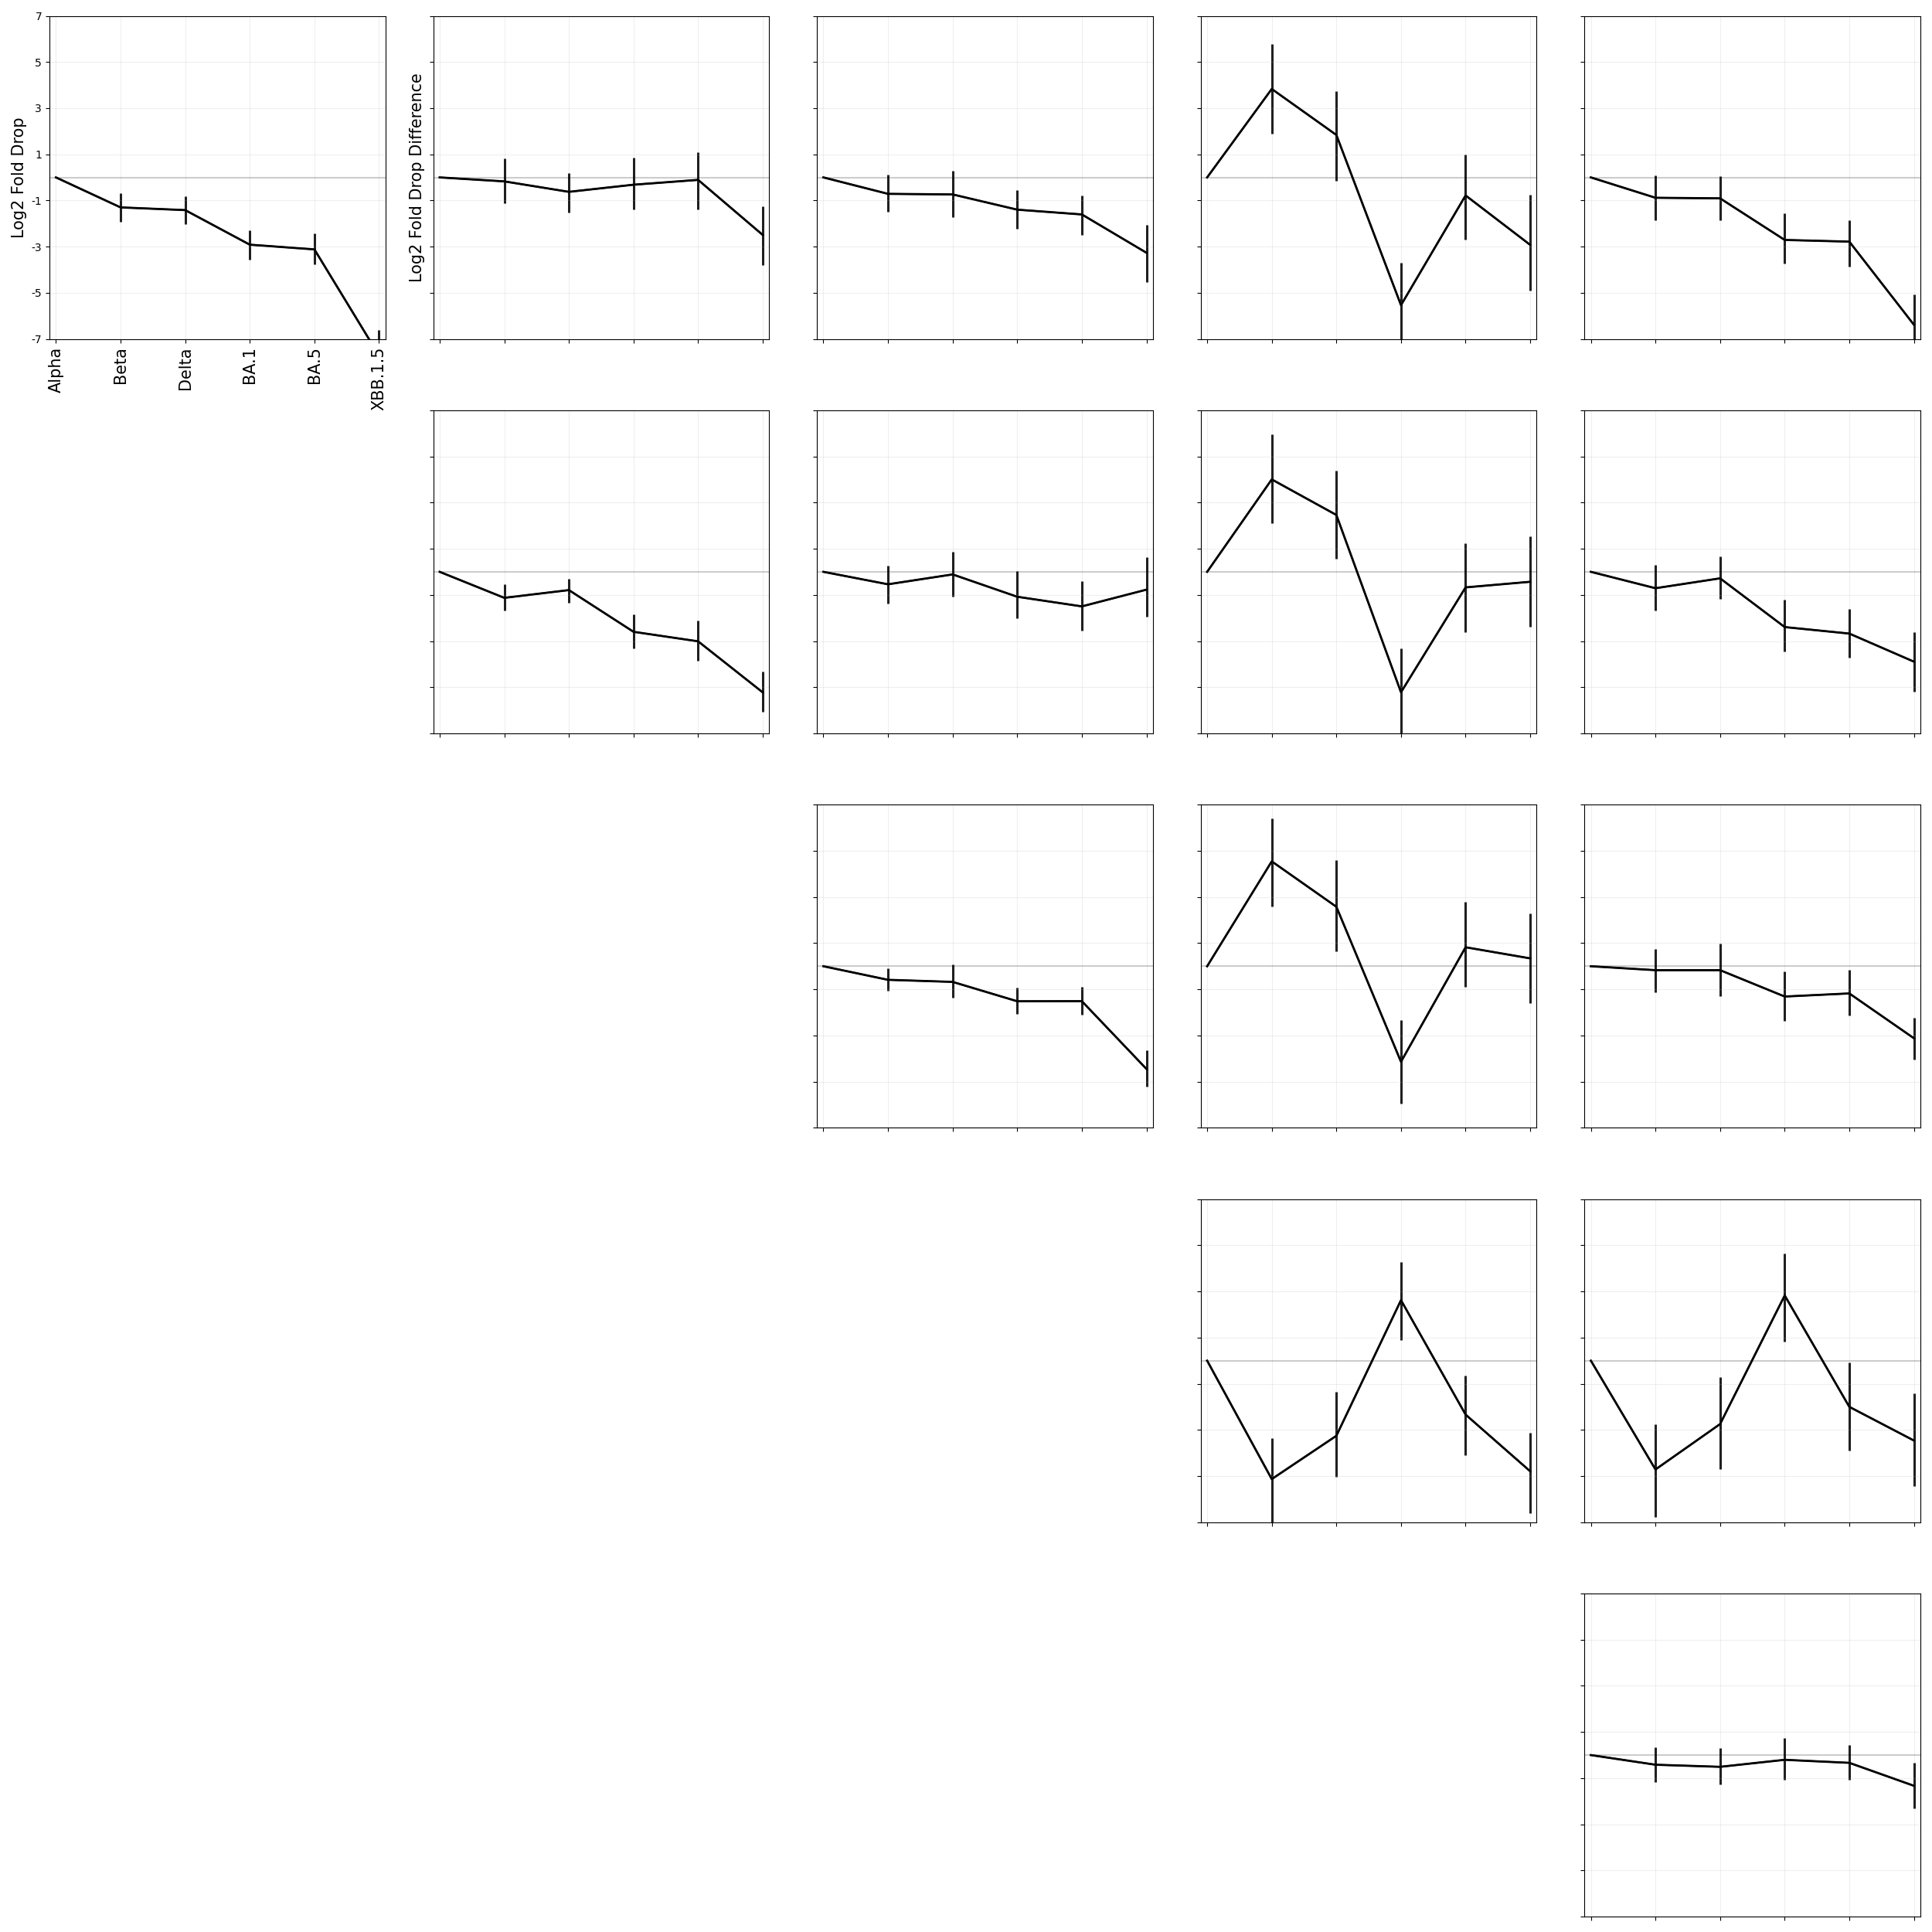 7
5
3
1
-1
-3
-5
-7
Log2 Fold Drop
Log2 Fold Drop Difference
Alpha
Beta
Delta
BA.1
BA.5
XBB.1.5